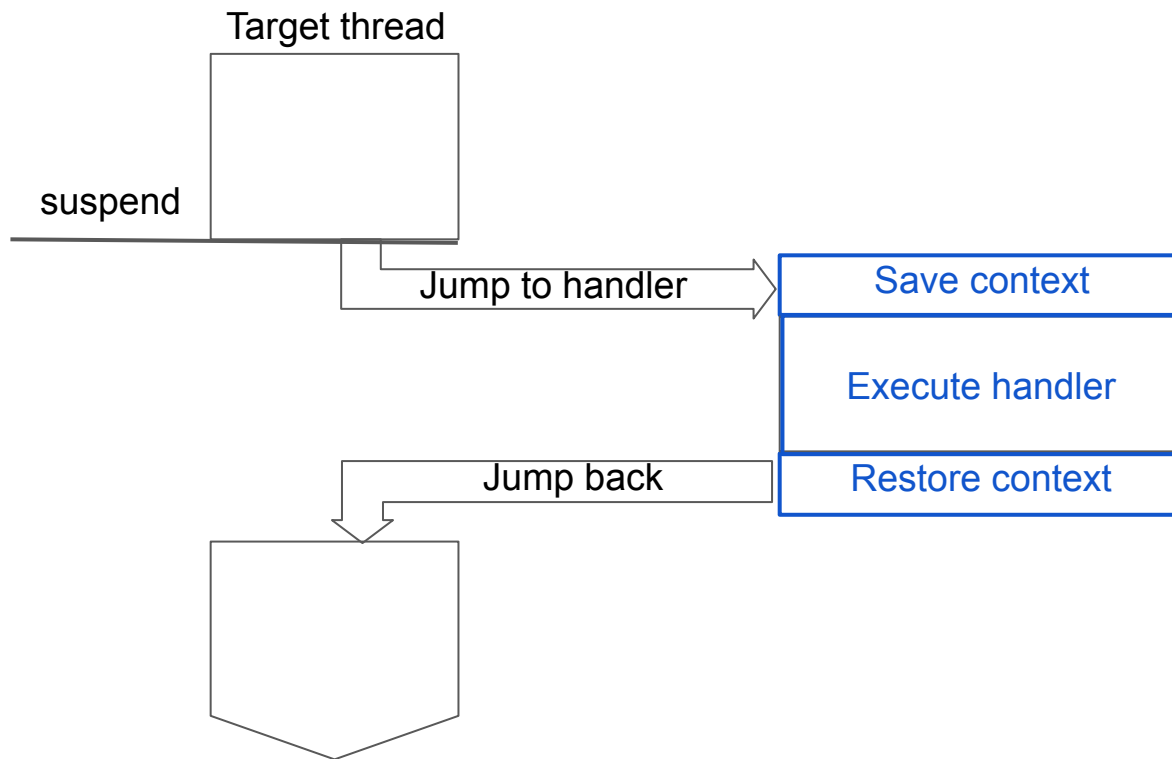 Target thread
suspend
Jump to handler
Save context
Execute handler
Jump back
Restore context